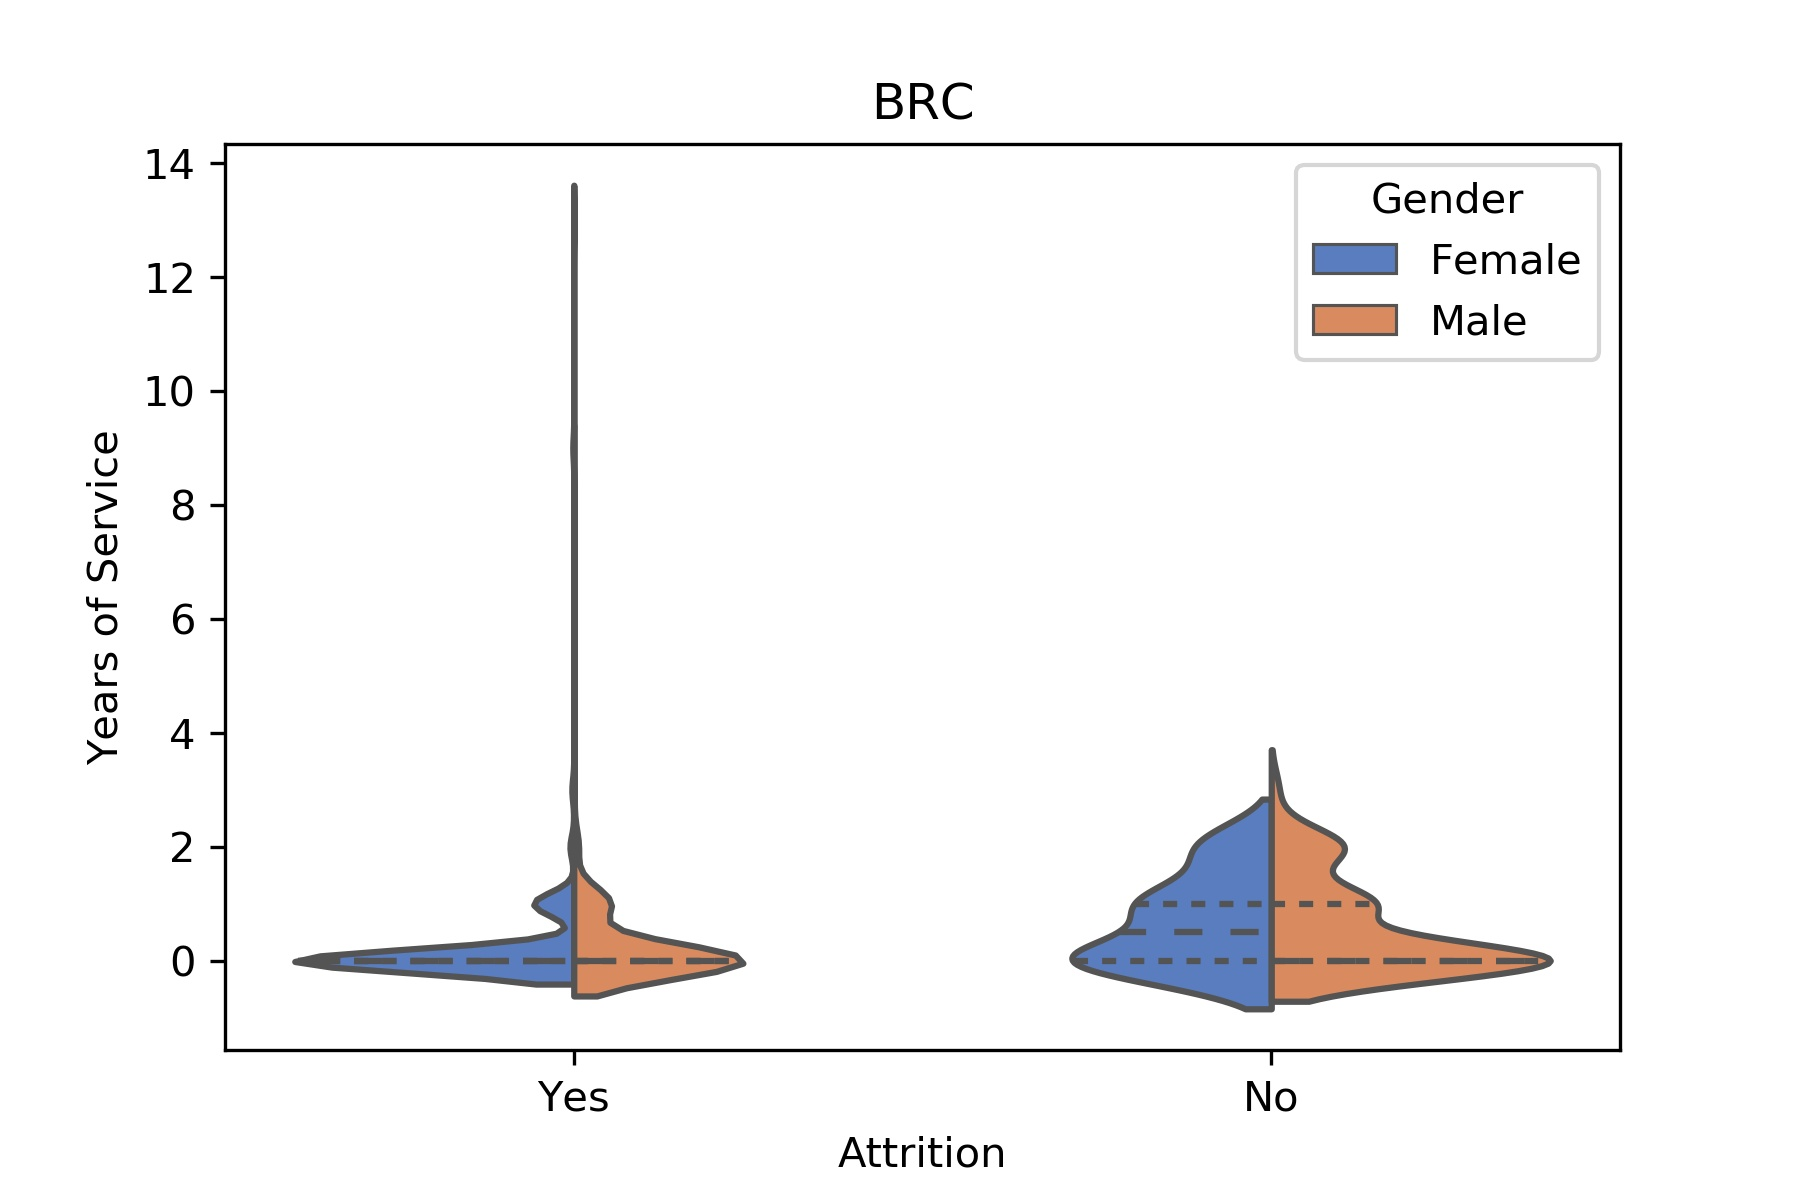 BRC
14
12
10
8
6
4
2
0
Years of Service
Gender
Female
Male
Yes
No
Attrition